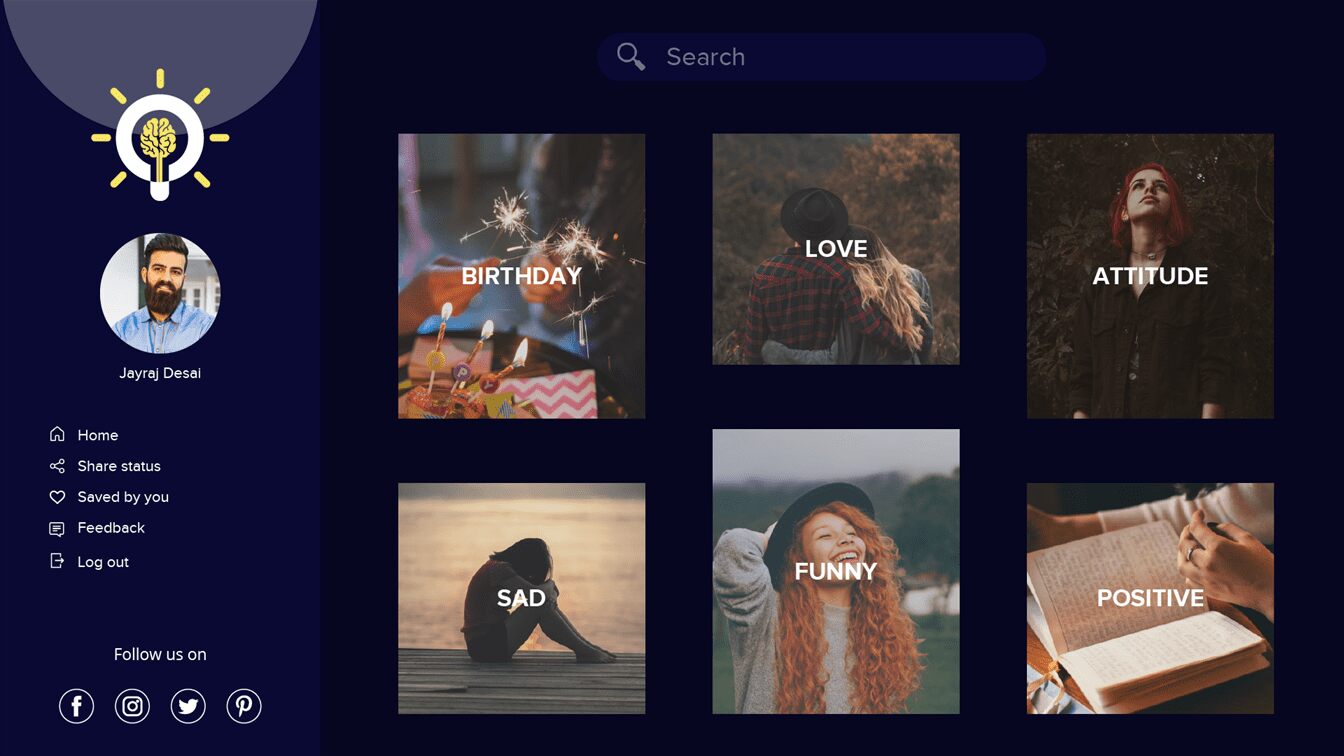 Search
Jayraj Desai
Home
Share status
Saved by you
Feedback
Log out
Follow us on
BIRTHDAY
LOVE
ATTITUDE
SAD
FUNNY
POSITIVE